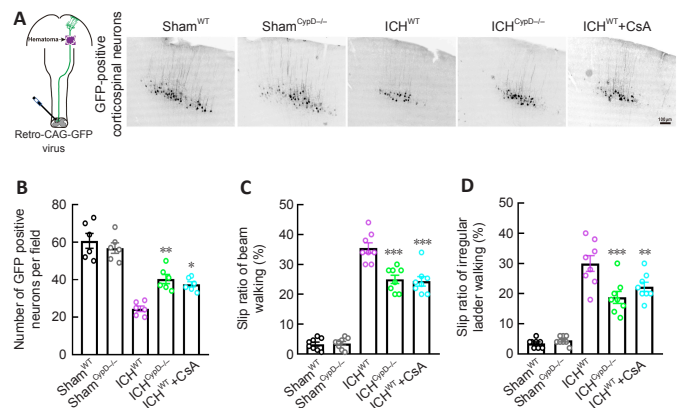 A
Hematoma
Retro-CAG-GFP
virus
GFP-positive
corticospinal neurons
Sham^WT
Sham^CypD–/–
ICH^WT
ICH^CypD–/–
ICH^WT+CsA
100μm
B
Number of GFP positive
neurons per field
80
60
40
20
0
**
*
Sham^WT
Sham^CypD–/–
ICH^WT
ICH^CypD–/–
ICH^WT+CsA
C
Slip ratio of beam
walking (%)
50
40
30
20
10
0
***
***
Sham^WT
Sham^CypD–/–
ICH^WT
ICH^CypD–/–
ICH^WT+CsA
D
Slip ratio of irregular
ladder walking (%)
40
30
20
10
0
***
**
Sham^WT
Sham^CypD–/–
ICH^WT
ICH^CypD–/–
ICH^WT+CsA